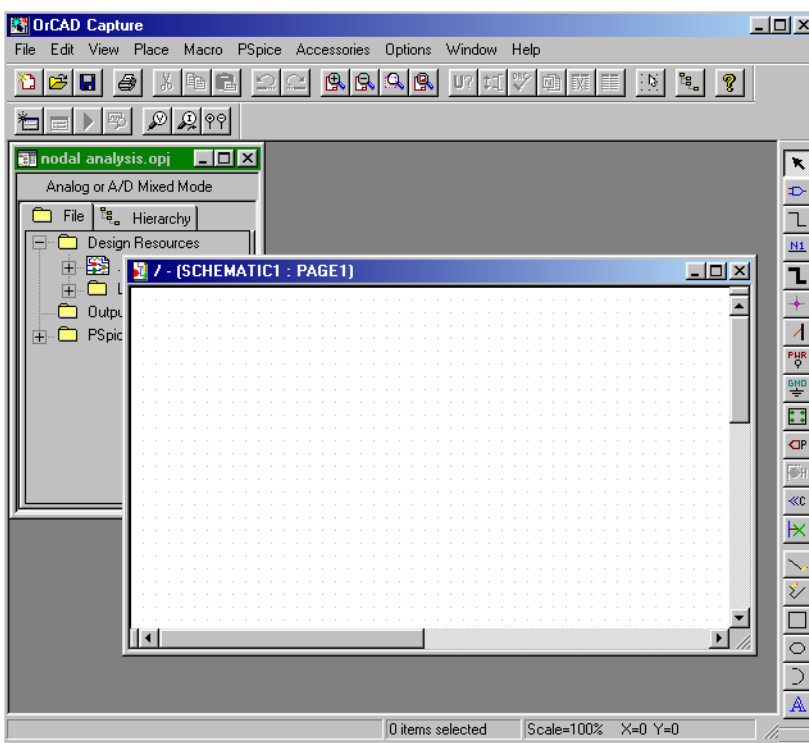 OrCAD Capture
File Edit View Place Macro PSpice Accessories Options Window Help
U? DRC
V I
nodal analysis.opj
Analog or A/D Mixed Mode
File Hierarchy
Design Resources
Outpu
PSpic
/ - (SCHEMATIC1 : PAGE1)
N1
PWR
GND
P
H
C
A
0 items selected Scale=100% X=0 Y=0